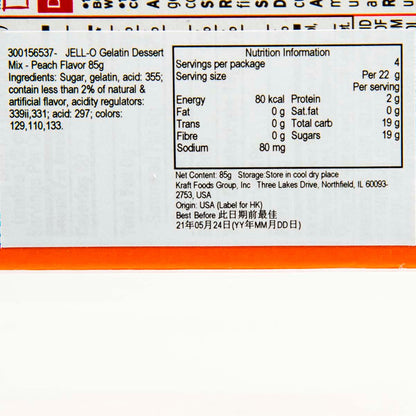 300156537- JELL-O Gelatin Dessert
Mix - Peach Flavor 85g
Ingredients: Sugar, gelatin, acid: 355;
contain less than 2% of natural &
artificial flavor, acidity regulators:
339ii,331; acid: 297; colors:
129,110,133.
Nutrition Information
Servings per package 4
Serving size Per 22 g
Per serving
Energy 80 kcal Protein 2 g
Fat 0 g Sat.fat 0 g
Trans 0 g Total carb 19 g
Fibre 0 g Sugars 19 g
Sodium 80 mg
Net Content: 85g Storage:Store in cool dry place
Kraft Foods Group, Inc Three Lakes Drive, Northfield, IL 60093-
2753, USA
Origin: USA (Label for HK)
Best Before 此日期前最佳
21年05月24日(YY年MM月DD日)